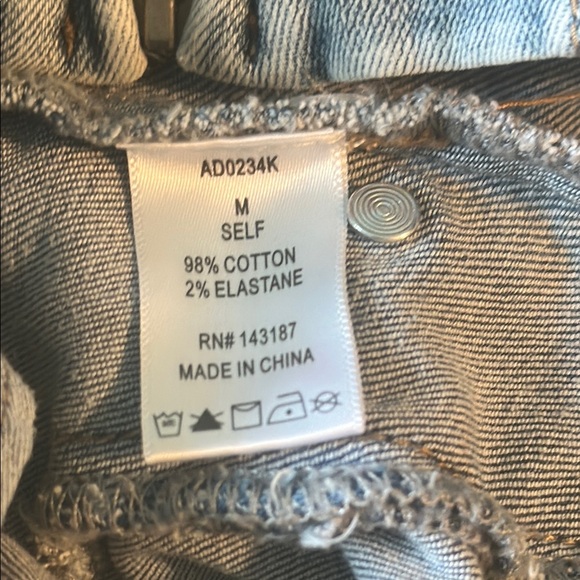 AD0234K
M
SELF
98% COTTON
2% ELASTANE
RN# 143187
MADE IN CHINA